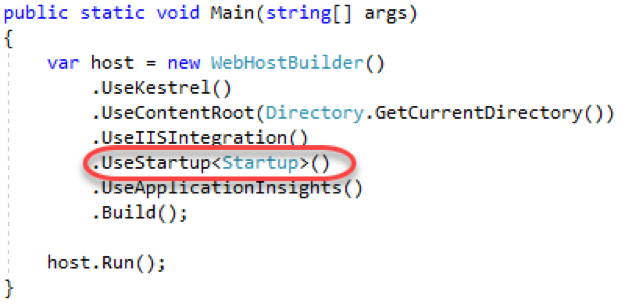 public static void Main(string[] args)
{
    var host = new WebHostBuilder()
        .UseKestrel()
        .UseContentRoot(Directory.GetCurrentDirectory())
        .UseIISIntegration()
        .UseStartup<Startup>()
        .UseApplicationInsights()
        .Build();

    host.Run();
}